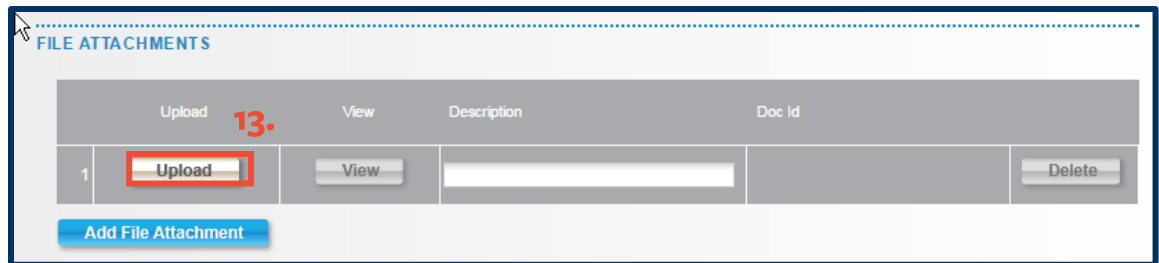 FILE ATTACHMENTS
Upload 13. View Description Doc Id
1 Upload View Delete
Add File Attachment